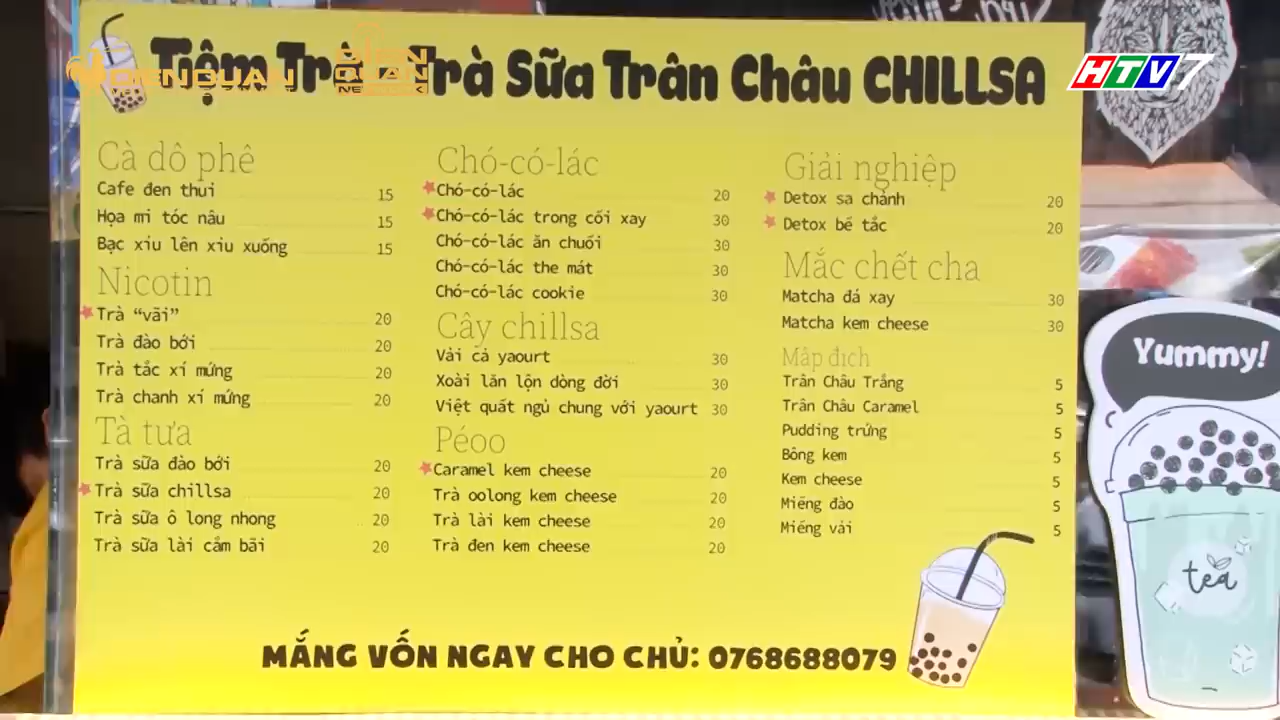 Tiệm Trà Trà Sữa Trân Châu CHILLSA
ĐIENQUAN
ĐIEN
QUAN
NETWORK
HTV7
Cà dô phê
Cafe đen thui 15
Họa mi tóc nâu 15
Bạc xỉu lên xỉu xuống 15
Nicotin
Trà “vãi” 20
Trà đào bới 20
Trà tắc xí mứng 20
Trà chanh xí mứng 20
Tà tưa
Trà sữa đào bới 20
Trà sữa chillsa 20
Trà sữa ô long nhong 20
Trà sữa lài cắm bãi 20
Chó-có-lác
Chó-có-lác 20
Chó-có-lác trong cối xay 30
Chó-có-lác ăn chuối 30
Chó-có-lác the mát 30
Chó-có-lác cookie 30
Cây chillsa
Vải cả yaourt 30
Xoài lăn lộn dòng đời 30
Việt quất ngủ chung với yaourt 30
Péoo
Caramel kem cheese 20
Trà oolong kem cheese 20
Trà lài kem cheese 20
Trà đen kem cheese 20
Giải nghiệp
Detox sa chảnh 20
Detox bế tắc 20
Mắc chết cha
Matcha đá xay 30
Matcha kem cheese 30
Mập địch
Trân Châu Trắng 5
Trân Châu Caramel 5
Pudding trứng 5
Bông kem 5
Kem cheese 5
Miếng đào 5
Miếng vải 5
MẮNG VỐN NGAY CHO CHỦ: 0768688079
Yummy!
tea